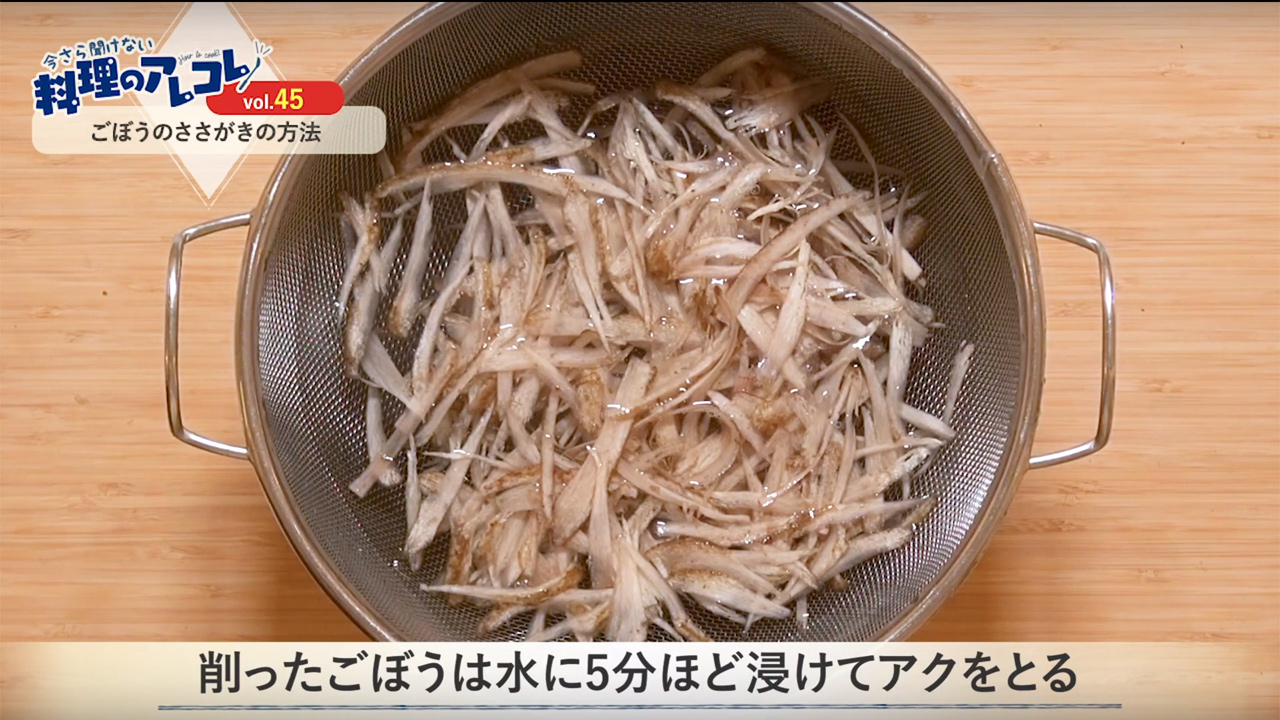 今さら聞けない
料理のアレコレ
vol.45
ごぼうのささがきの方法
削ったごぼうは水に5分ほど浸けてアクをとる